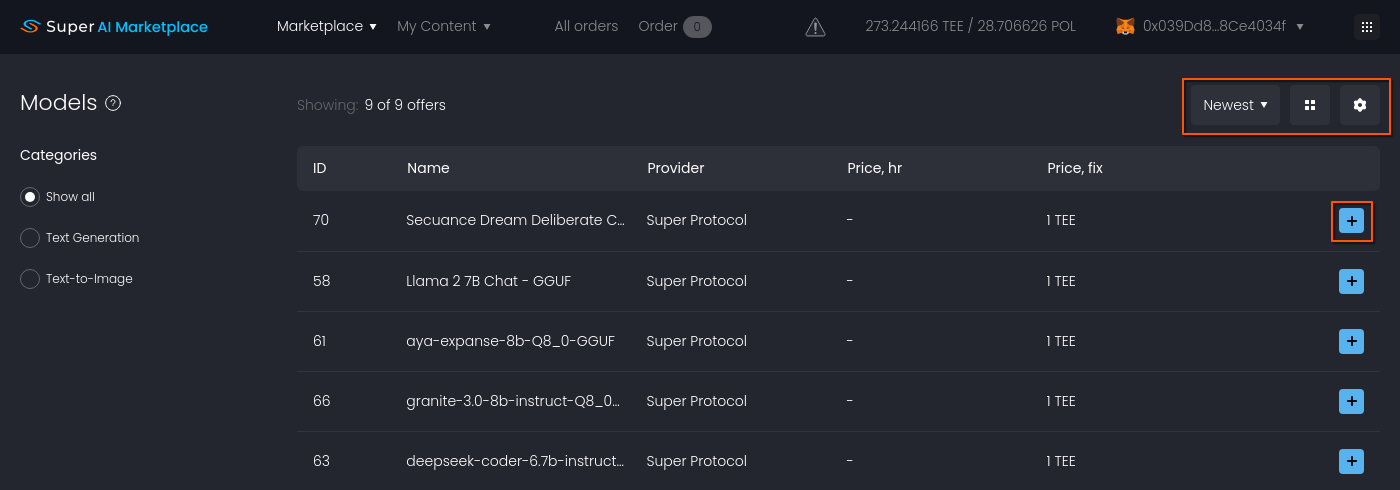 Super AI Marketplace Marketplace My Content All orders Order 0 273.244166 TEE / 28.706626 POL 0x039Dd8...8Ce4034f
Models ?
Showing: 9 of 9 offers
Newest
Categories
Show all
Text Generation
Text-to-Image
ID Name Provider Price, hr Price, fix
70 Secuance Dream Deliberate C... Super Protocol - 1 TEE +
58 Llama 2 7B Chat - GGUF Super Protocol - 1 TEE +
61 aya-expanse-8b-Q8_0-GGUF Super Protocol - 1 TEE +
66 granite-3.0-8b-instruct-Q8_0... Super Protocol - 1 TEE +
63 deepseek-coder-6.7b-instruct... Super Protocol - 1 TEE +